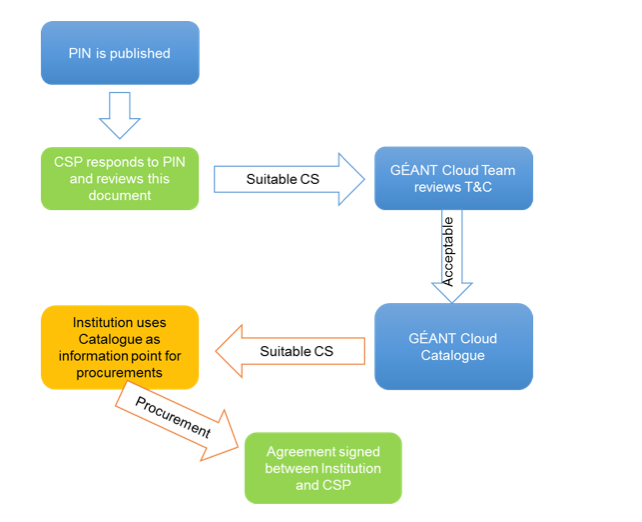 PIN is published
CSP responds to PIN
and reviews this
document
Suitable CS
GÉANT Cloud Team
reviews T&C
Acceptable
GÉANT Cloud
Catalogue
Suitable CS
Institution uses
Catalogue as
information point for
procurements
Procurement
Agreement signed
between Institution
and CSP